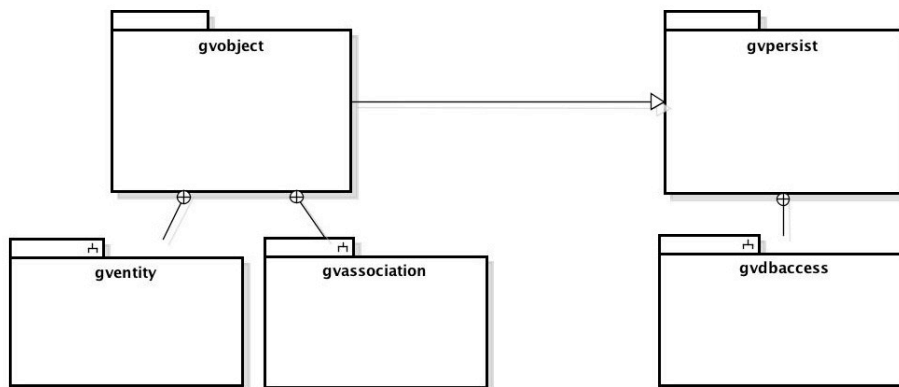 gvobject
gvpersist
gventity
gvassociation
gvdbaccess